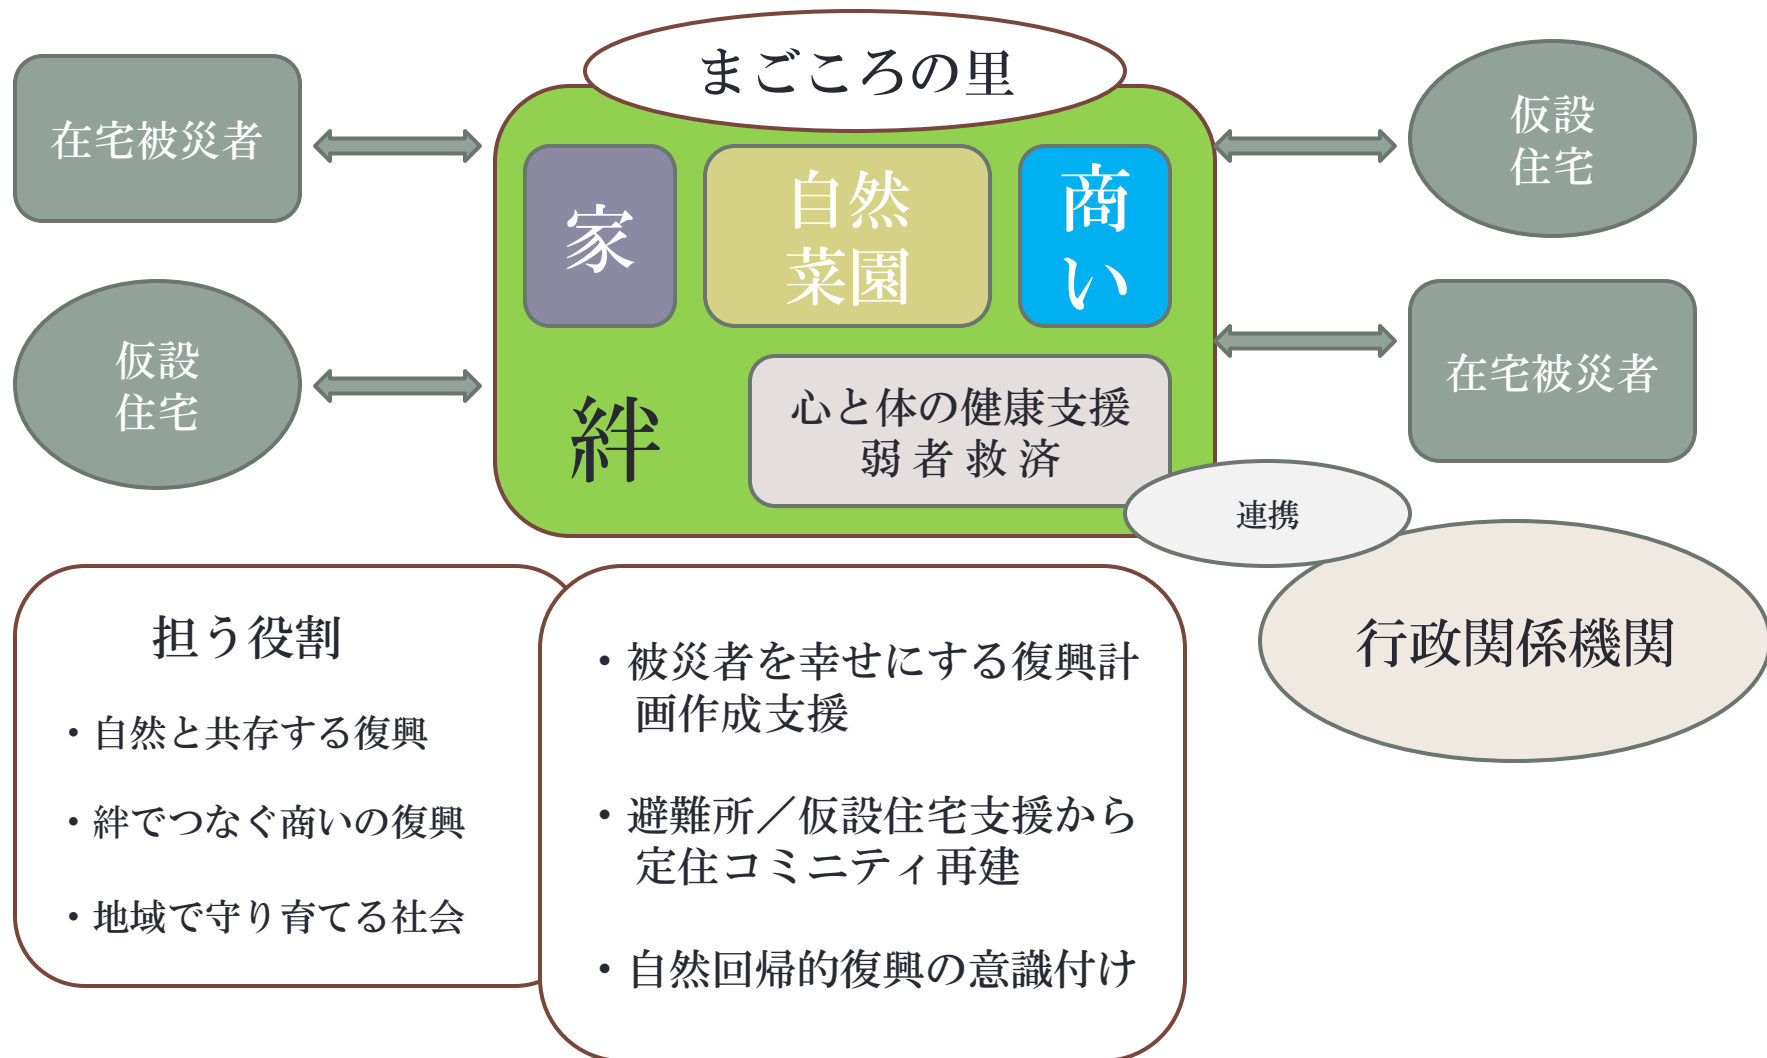 まごころの里
在宅被災者
仮設
住宅
家
自然
菜園
商
い
仮設
住宅
絆
心と体の健康支援
弱者救済
在宅被災者
連携
行政関係機関
担う役割
・自然と共存する復興
・絆でつなぐ商いの復興
・地域で守り育てる社会
・被災者を幸せにする復興計
画作成支援
・避難所／仮設住宅支援から
定住コミニティ再建
・自然回帰的復興の意識付け